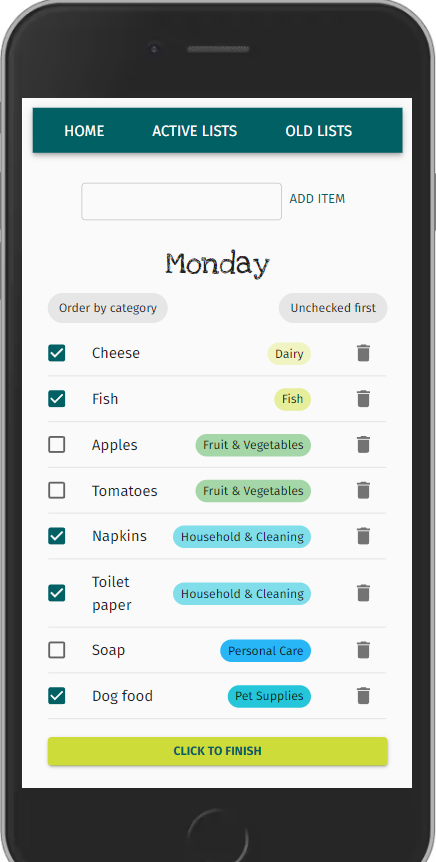 HOME ACTIVE LISTS OLD LISTS
ADD ITEM
Monday
Order by category Unchecked first
Cheese Dairy
Fish Fish
Apples Fruit & Vegetables
Tomatoes Fruit & Vegetables
Napkins Household & Cleaning
Toilet
paper Household & Cleaning
Soap Personal Care
Dog food Pet Supplies
CLICK TO FINISH